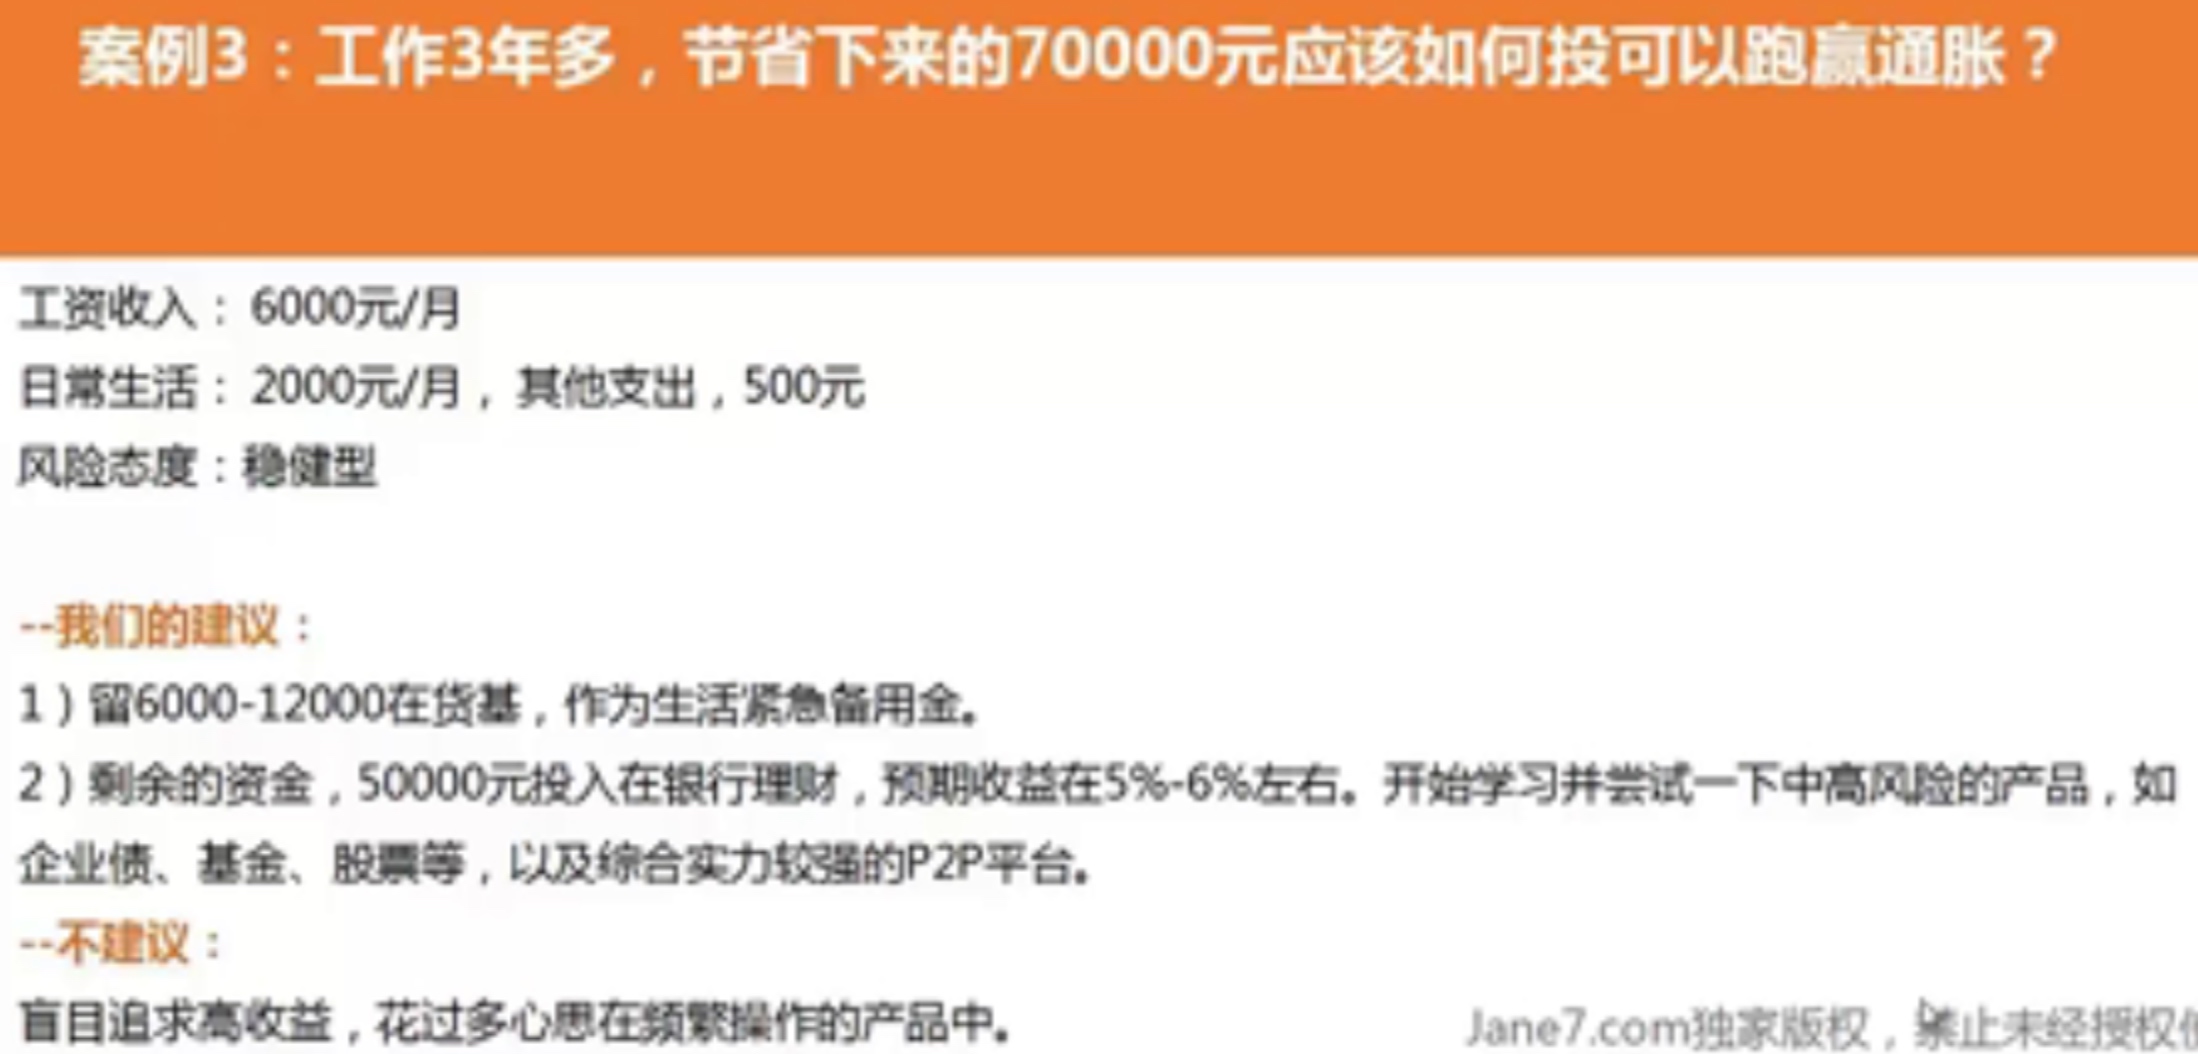 案例3：工作3年多，节省下来的70000元应该如何投可以跑赢通胀？
工资收入：6000元/月
日常生活：2000元/月，其他支出，500元
风险态度：稳健型
--我们的建议：
1）留6000-12000在货基，作为生活紧急备用金。
2）剩余的资金，50000元投入在银行理财，预期收益在5%-6%左右。开始学习并尝试一下中高风险的产品，如
企业债、基金、股票等，以及综合实力较强的P2P平台。
--不建议：
盲目追求高收益，花过多心思在频繁操作的产品中。
Jane7.com独家版权，禁止未经授权